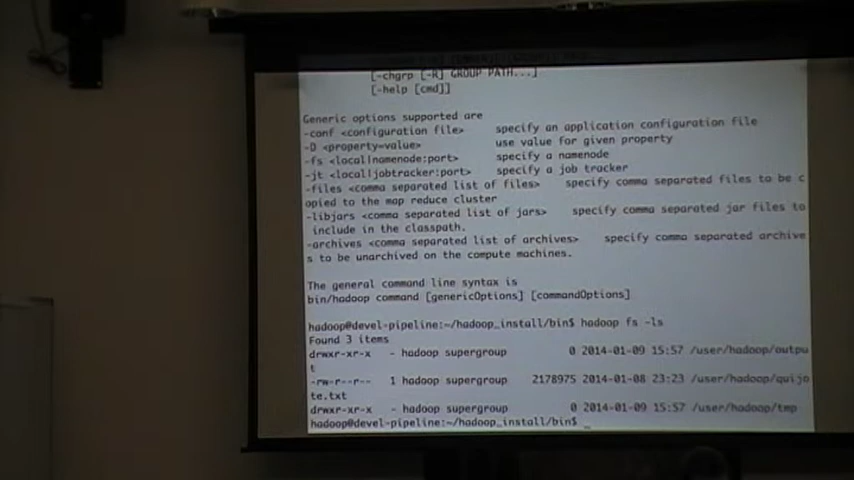 [-chgrp [-R] GROUP PATH...]
[-help [cmd]]
Generic options supported are
-conf <configuration file>     specify an application configuration file
-D <property=value>            use value for given property
-fs <local|namenode:port>      specify a namenode
-jt <local|jobtracker:port>    specify a job tracker
-files <comma separated list of files>    specify comma separated files to be c
opied to the map reduce cluster
-libjars <comma separated list of jars>    specify comma separated jar files to
include in the classpath.
-archives <comma separated list of archives>    specify comma separated archive
s to be unarchived on the compute machines.
The general command line syntax is
bin/hadoop command [genericOptions] [commandOptions]
hadoop@devel-pipeline:~/hadoop_install/bin$ hadoop fs -ls
Found 3 items
drwxr-xr-x   - hadoop supergroup          0 2014-01-09 15:57 /user/hadoop/outpu
t
-rw-r--r--   1 hadoop supergroup    2178975 2014-01-08 23:23 /user/hadoop/quijo
te.txt
drwxr-xr-x   - hadoop supergroup          0 2014-01-09 15:57 /user/hadoop/tmp
hadoop@devel-pipeline:~/hadoop_install/bin$ _